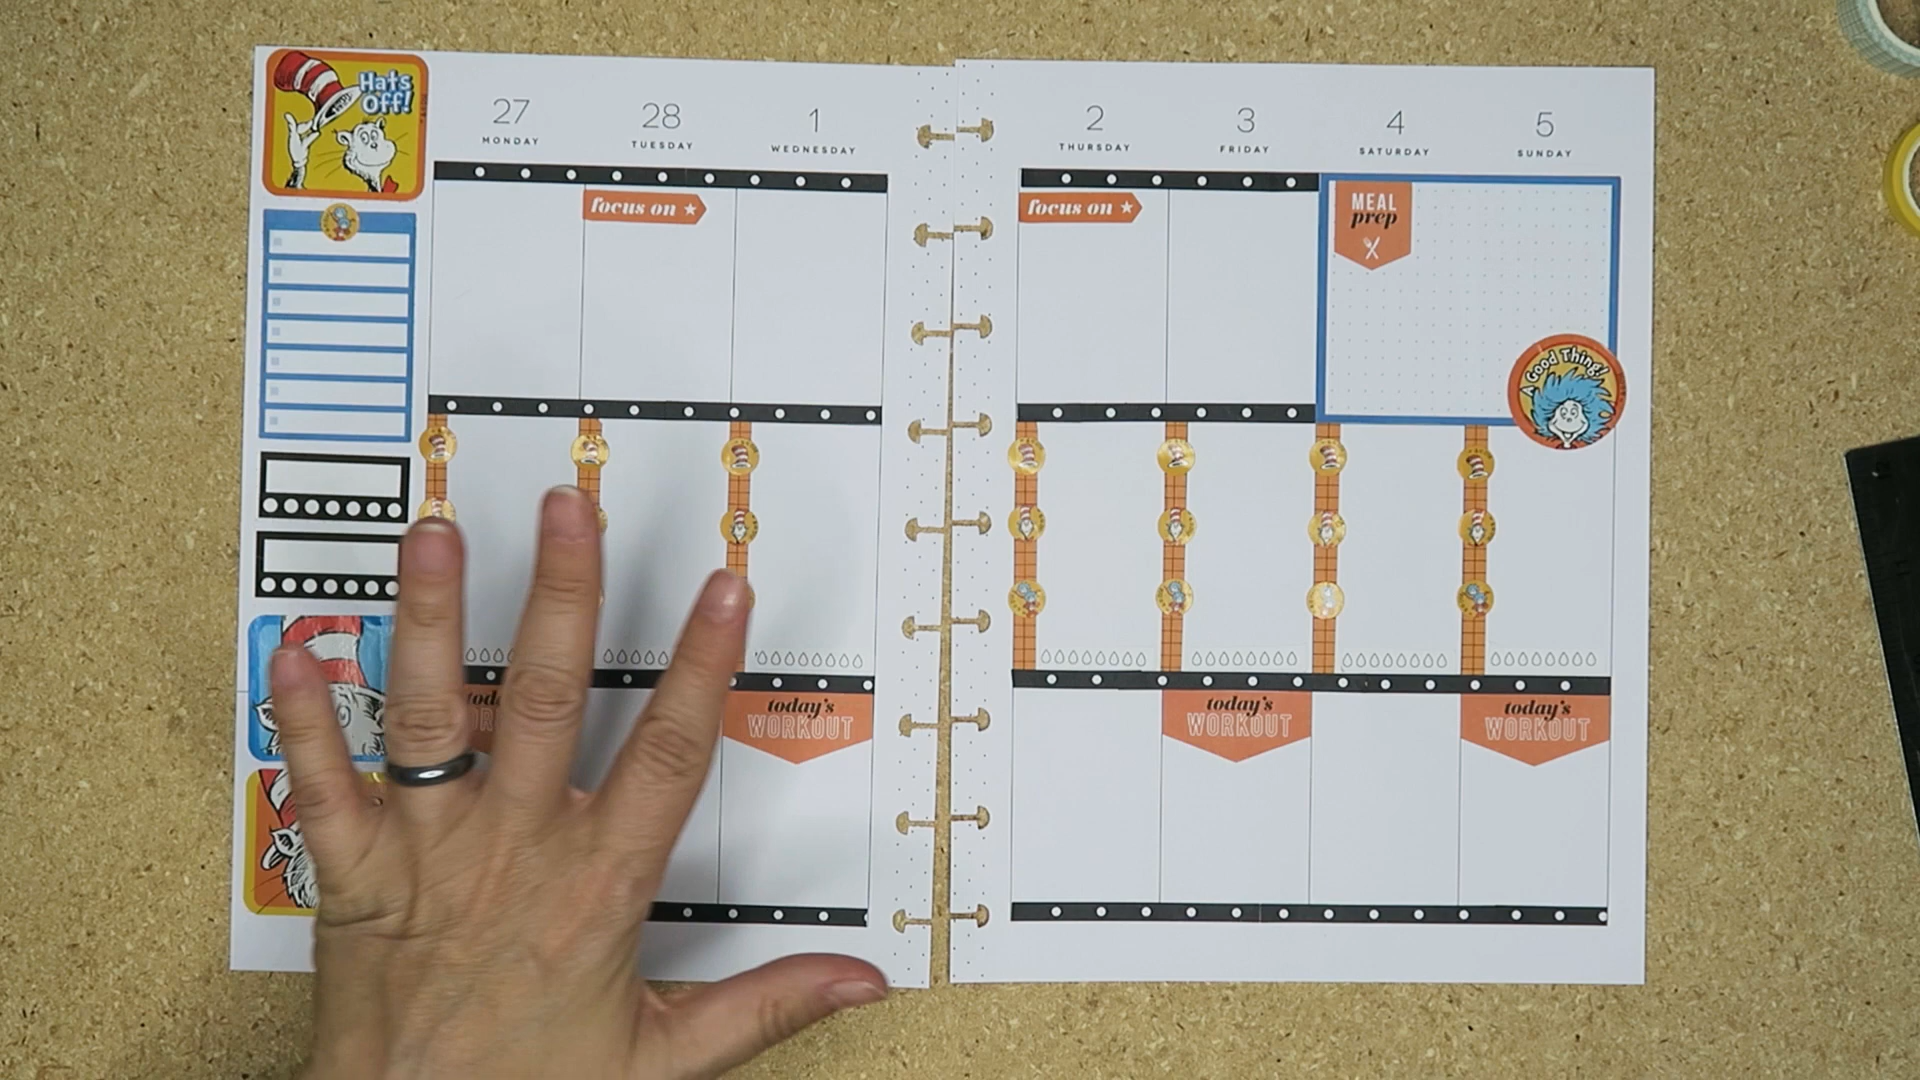 Hats
Off!
27
MONDAY
28
TUESDAY
1
WEDNESDAY
2
THURSDAY
3
FRIDAY
4
SATURDAY
5
SUNDAY
focus on
focus on
MEAL
prep
A Good Thing!
today's
WORKOUT
today's
WORKOUT
today's
WORKOUT